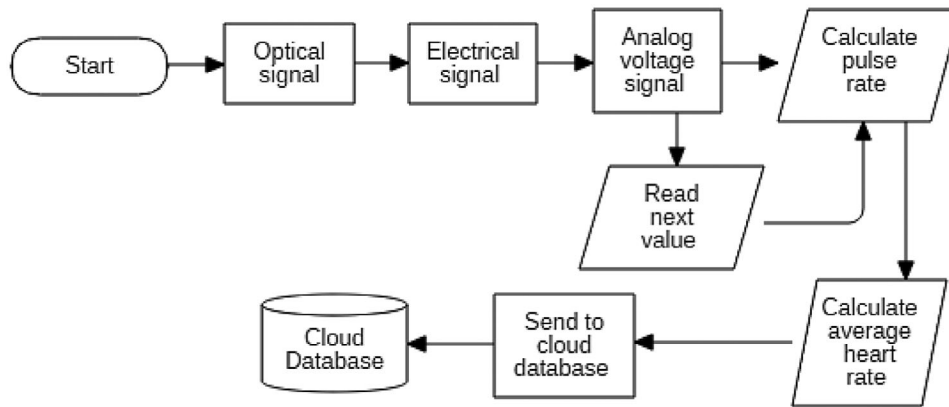 Start
Optical
signal
Electrical
signal
Analog
voltage
signal
Calculate
pulse
rate
Read
next
value
Calculate
average
heart
rate
Send to
cloud
database
Cloud
Database